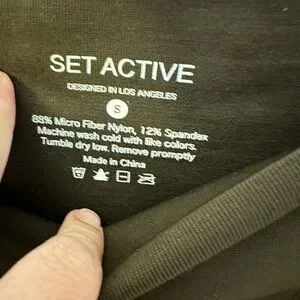 SET ACTIVE
DESIGNED IN LOS ANGELES
S
88% Micro Fiber Nylon, 12% Spandex
Machine wash cold with like colors.
Tumble dry low. Remove promptly
Made in China